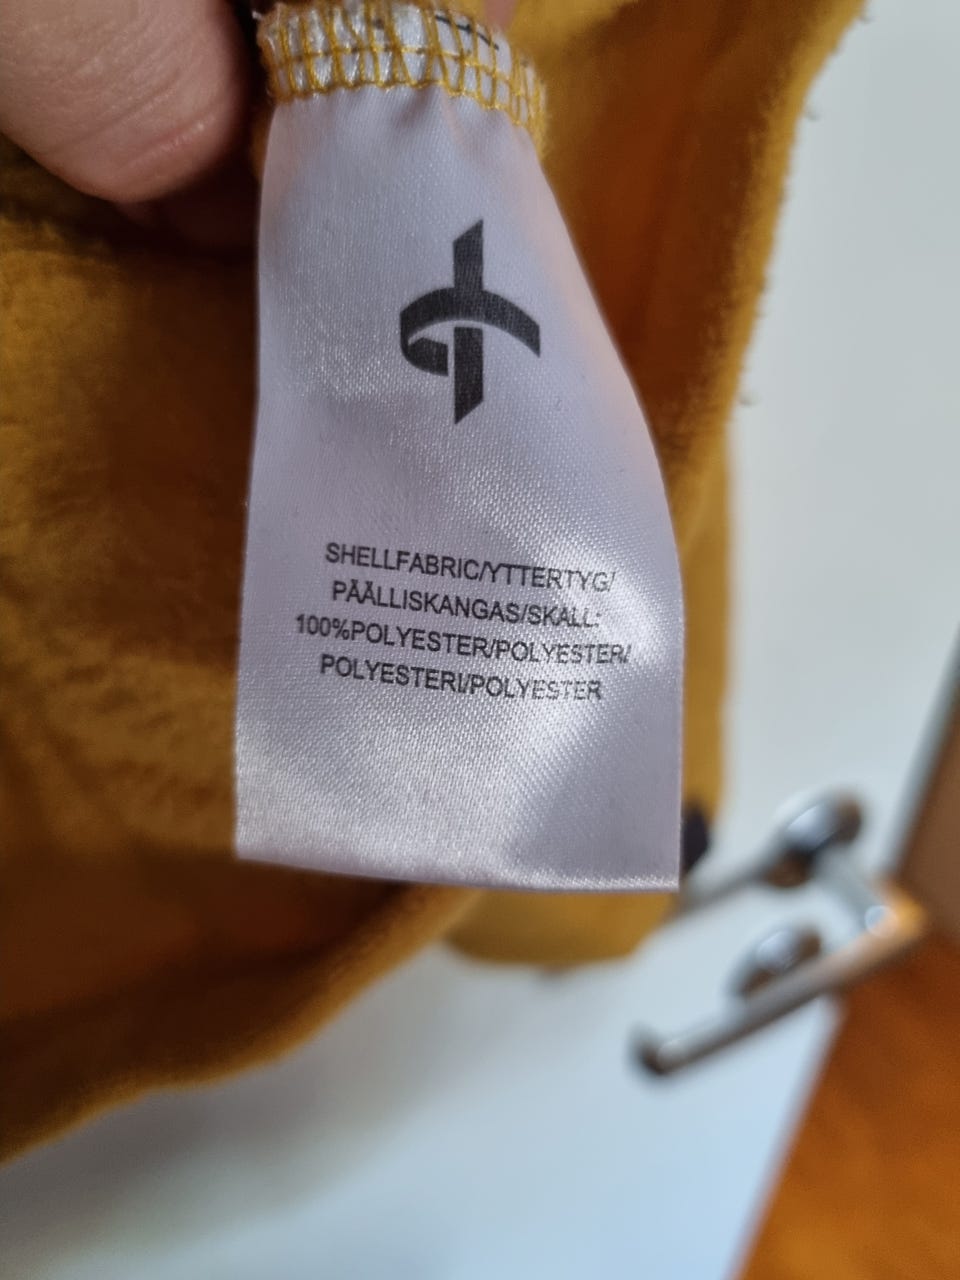 SHELLFABRIC/YTTERTYG/
PÄÄLLISKANGAS/SKALL:
100%POLYESTER/POLYESTER/
POLYESTERI/POLYESTER